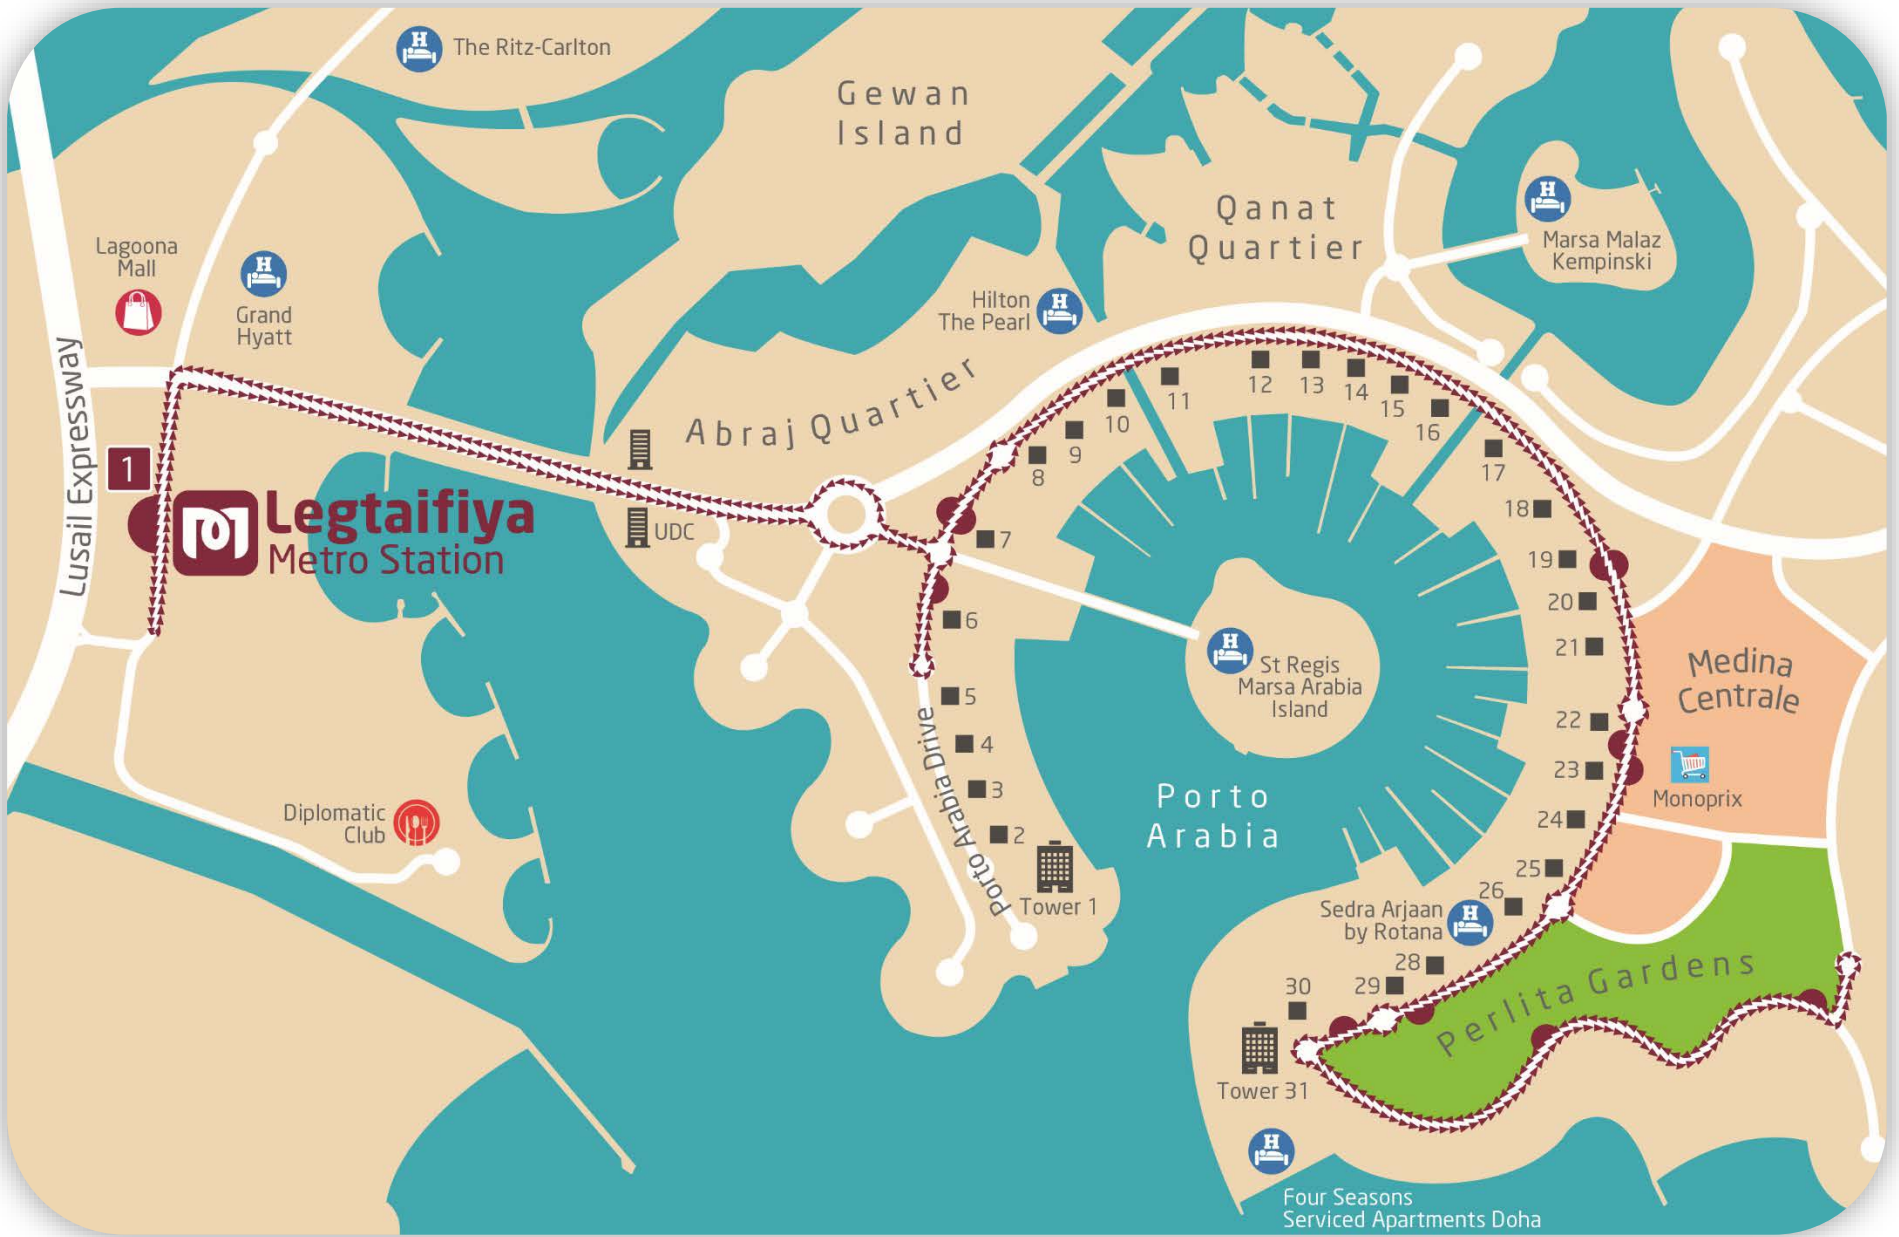 The Ritz-Carlton
Gewan
Island
Qanat
Quartier
Marsa Malaz
Kempinski
Lagoona
Mall
Grand
Hyatt
Hilton
The Pearl
Abraj Quartier
Lusail Expressway
1
Legtaifiya
Metro Station
UDC
12
13
14
15
16
11
10
9
8
17
18
7
19
20
6
21
5
22
4
23
3
24
2
25
26
28
29
30
St Regis
Marsa Arabia
Island
Medina
Centrale
Monoprix
Porto Arabia Drive
Porto
Arabia
Diplomatic
Club
Tower 1
Sedra Arjaan
by Rotana
Perlita Gardens
Tower 31
Four Seasons
Serviced Apartments Doha
H
H
H
H
H
H
H